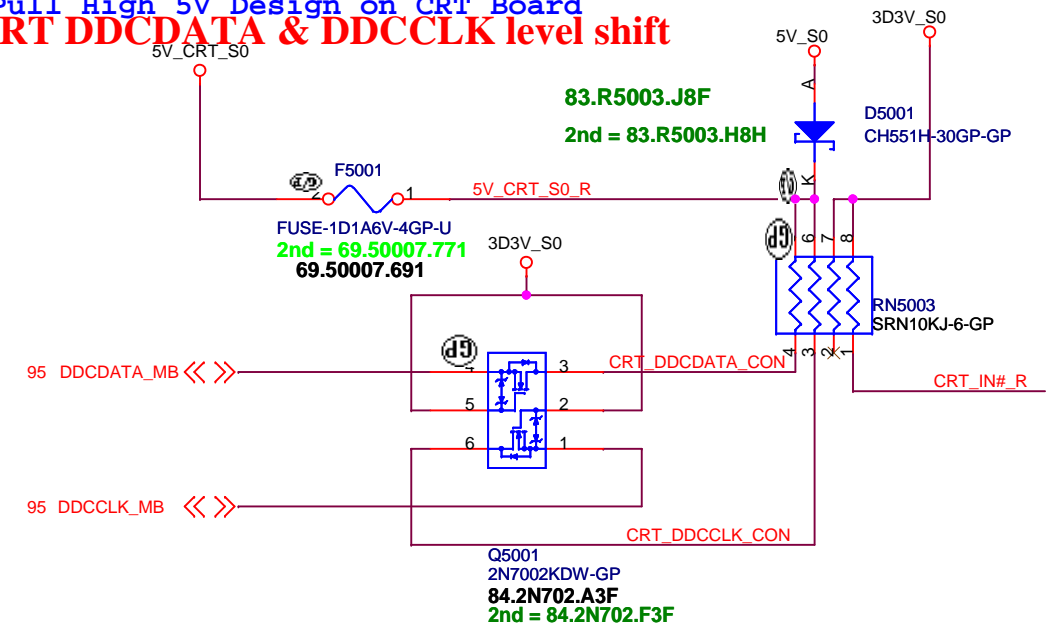 Pull High 5V Design on CRT Board
RT DDCDATA & DDCCLK level shift
5V_CRT_S0
5V_S0
3D3V_S0
83.R5003.J8F
2nd = 83.R5003.H8H
A
D5001
CH551H-30GP-GP
K
F5001
2
1
5V_CRT_S0_R
FUSE-1D1A6V-4GP-U
2nd = 69.50007.771
69.50007.691
3D3V_S0
GP
6
7
8
RN5003
SRN10KJ-6-GP
4
3
2
1
GP
95 DDCDATA_MB
4
3
CRT_DDCDATA_CON
CRT_IN#_R
5
2
6
1
95 DDCCLK_MB
CRT_DDCCLK_CON
Q5001
2N7002KDW-GP
84.2N702.A3F
2nd = 84.2N702.F3F